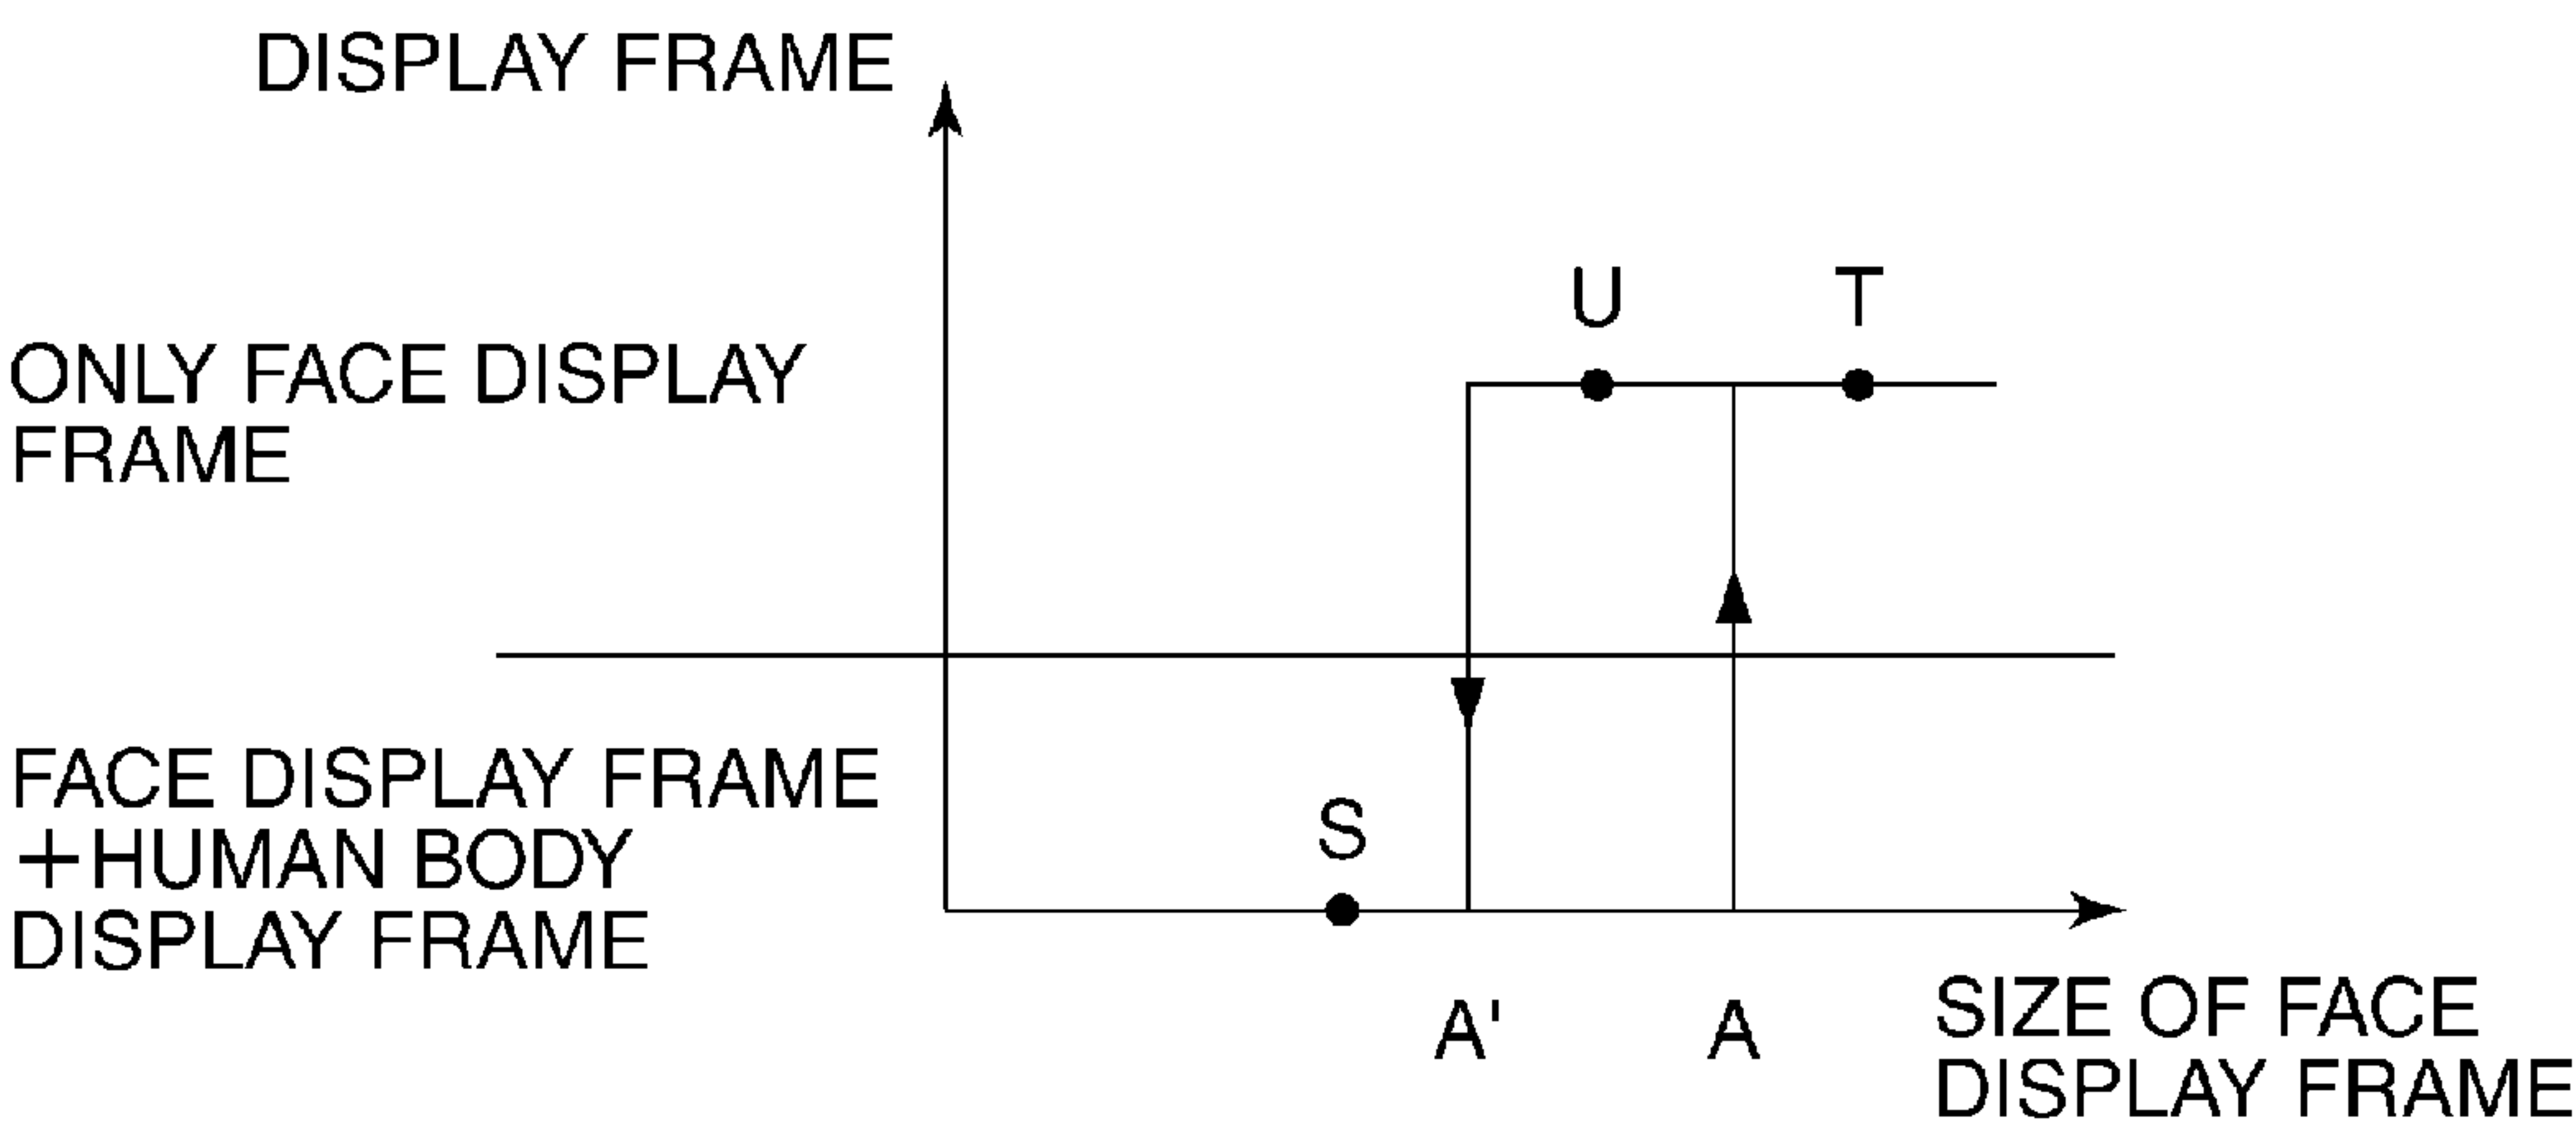 DISPLAY FRAME
U
T
ONLY FACE DISPLAY
FRAME
FACE DISPLAY FRAME
+HUMAN BODY
DISPLAY FRAME
S
A'
A
SIZE OF FACE
DISPLAY FRAME